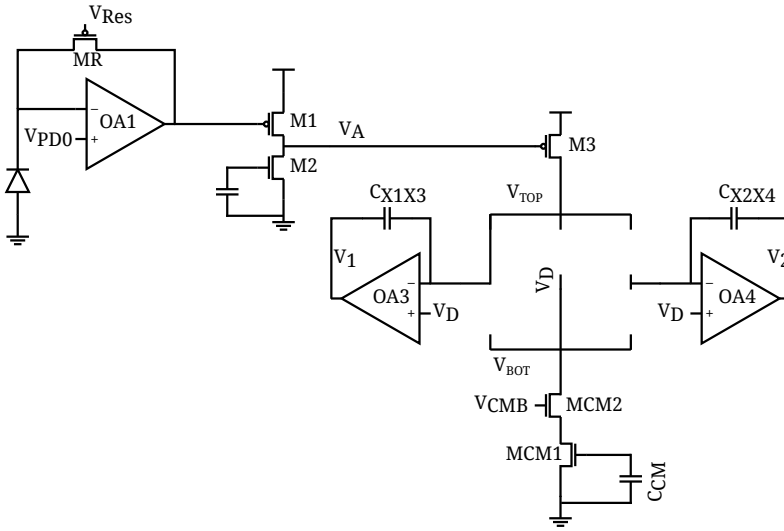 VRes
MR
OA1
−
+
VPD0
M1
M2
VA
M3
CX1X3
VTOP
CX2X4
V1
OA3
−
+
VD
VD
OA4
−
+
VD
V2
VBOT
VCMB
MCM2
MCM1
CCM